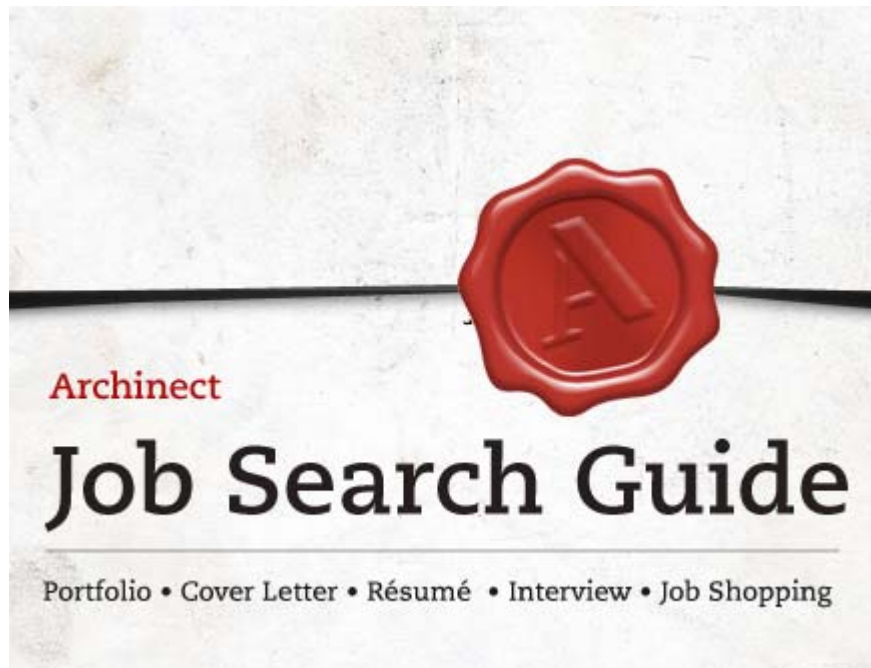 A
Archinect
Job Search Guide
Portfolio • Cover Letter • Résumé • Interview • Job Shopping